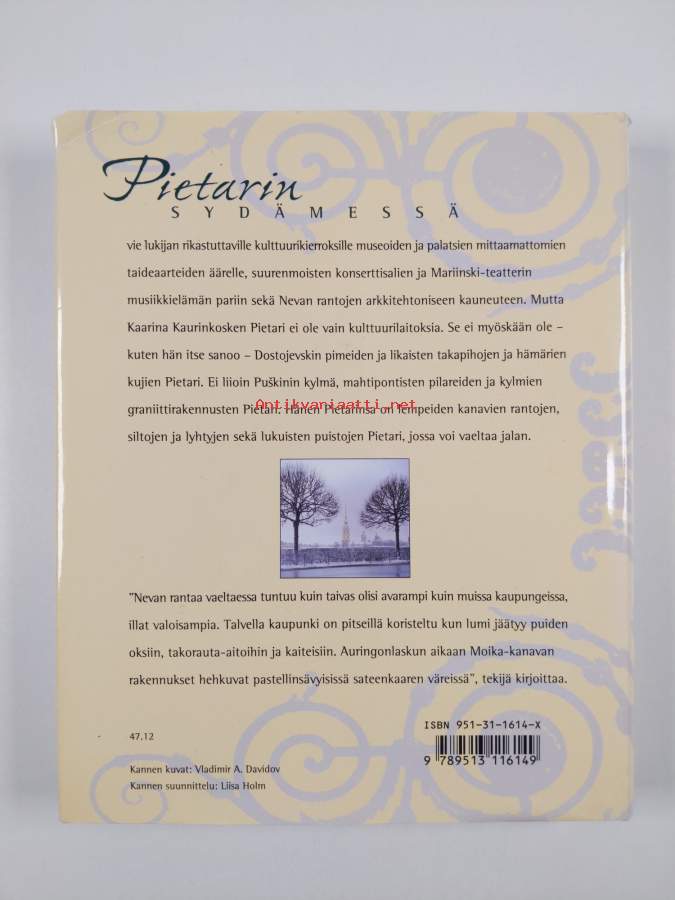 Pietarin
SYDÄMESSÄ
vie lukijan rikastuttaville kulttuurikierroksille museoiden ja palatsien mittaamattomien
taideaarteiden äärelle, suurenmoisten konserttisalien ja Mariinski-teatterin
musiikkielämän pariin sekä Nevan rantojen arkkitehtoniseen kauneuteen. Mutta
Kaarina Kaurinkosken Pietari ei ole vain kulttuurilaitoksia. Se ei myöskään ole –
kuten hän itse sanoo – Dostojevskin pimeiden ja likaisten takapihojen ja hämärien
kujien Pietari. Ei liioin Puškinin kylmä, mahtipontisten pilareiden ja kylmien
graniittirakennusten Pietari. Hänen Pietarinsa on lempeiden kanavien rantojen,
Antikvariaatti.net
siltojen ja lyhtyjen sekä lukuisten puistojen Pietari, jossa voi vaeltaa jalan.
"Nevan rantaa vaeltaessa tuntuu kuin taivas olisi avarampi kuin muissa kaupungeissa,
illat valoisampia. Talvella kaupunki on pitseillä koristeltu kun lumi jäätyy puiden
oksiin, takorauta-aitoihin ja kaiteisiin. Auringonlaskun aikaan Moika-kanavan
rakennukset hehkuvat pastellinsävyisissä sateenkaaren väreissä", tekijä kirjoittaa.
ISBN 951-31-1614-X
47.12
9 789513 116149
Kannen kuvat: Vladimir A. Davidov
Kannen suunnittelu: Liisa Holm